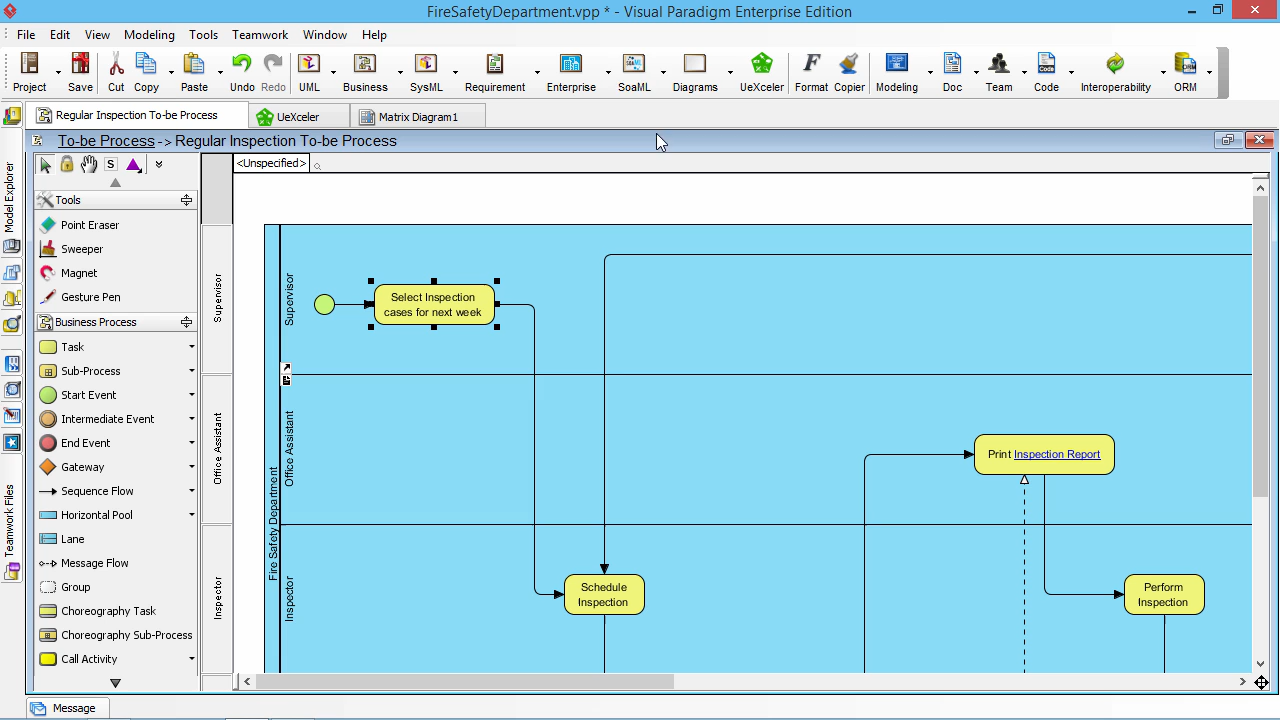 FireSafetyDepartment.vpp * - Visual Paradigm Enterprise Edition
File Edit View Modeling Tools Teamwork Window Help
Project Save Cut Copy Paste Undo Redo UML Business SysML Requirement Enterprise SoaML Diagrams UeXceler Format Copier Modeling Doc Team Code Interoperability ORM
Regular Inspection To-be Process UeXceler Matrix Diagram1
To-be Process -> Regular Inspection To-be Process
S
<Unspecified>
Model Explorer
Teamwork Files
Tools
Point Eraser
Sweeper
Magnet
Gesture Pen
Business Process
Task
Sub-Process
Start Event
Intermediate Event
End Event
Gateway
Sequence Flow
Horizontal Pool
Lane
Message Flow
Group
Choreography Task
Choreography Sub-Process
Call Activity
Supervisor
Office Assistant
Inspector
Fire Safety Department
Supervisor
Office Assistant
Inspector
Select Inspection
cases for next week
Print Inspection Report
Schedule
Inspection
Perform
Inspection
Message